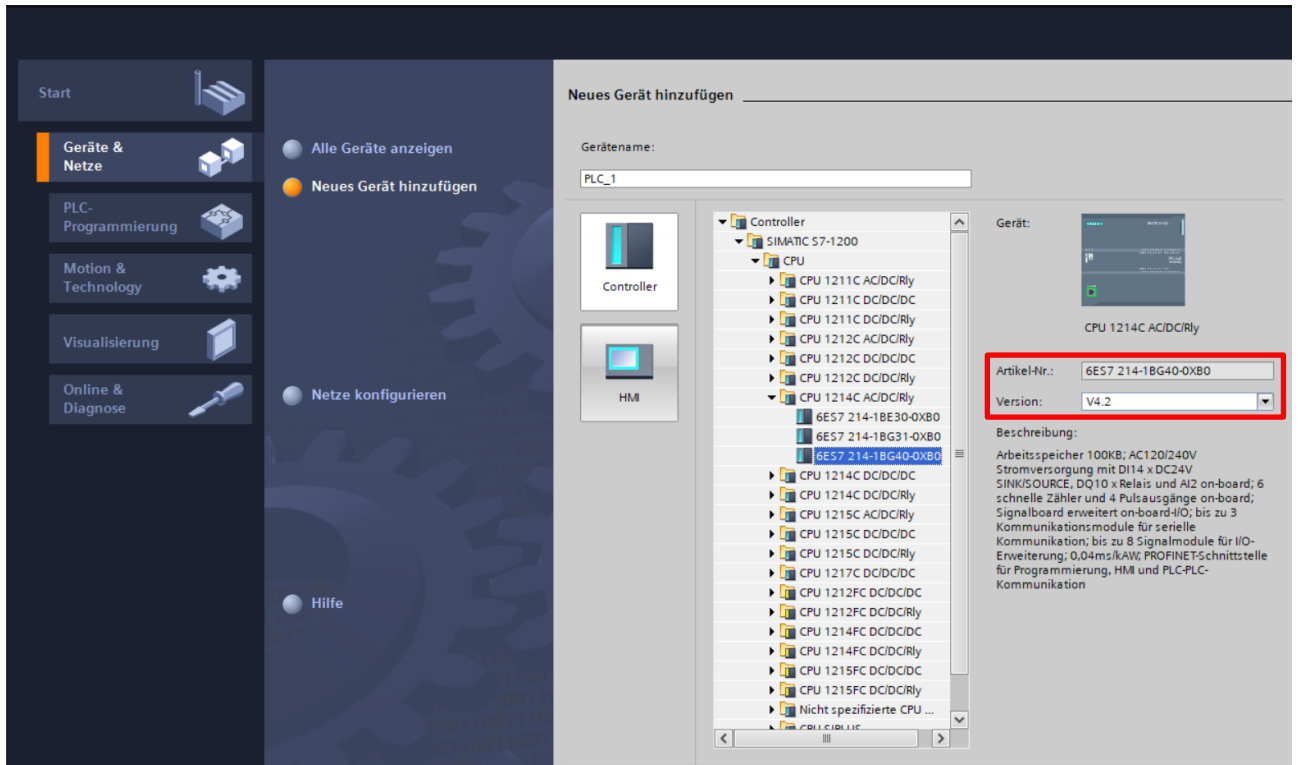 Start
Geräte &
Netze
PLC-
Programmierung
Motion &
Technology
Visualisierung
Online &
Diagnose
Alle Geräte anzeigen
Neues Gerät hinzufügen
Netze konfigurieren
Hilfe
Neues Gerät hinzufügen
Gerätename:
PLC_1
Controller
HMI
Controller
SIMATIC S7-1200
CPU
CPU 1211C AC/DC/Rly
CPU 1211C DC/DC/DC
CPU 1211C DC/DC/Rly
CPU 1212C AC/DC/Rly
CPU 1212C DC/DC/DC
CPU 1212C DC/DC/Rly
CPU 1214C AC/DC/Rly
6ES7 214-1BE30-0XB0
6ES7 214-1BG31-0XB0
6ES7 214-1BG40-0XB0
CPU 1214C DC/DC/DC
CPU 1214C DC/DC/Rly
CPU 1215C AC/DC/Rly
CPU 1215C DC/DC/DC
CPU 1215C DC/DC/Rly
CPU 1217C DC/DC/DC
CPU 1212FC DC/DC/DC
CPU 1212FC DC/DC/Rly
CPU 1214FC DC/DC/DC
CPU 1214FC DC/DC/Rly
CPU 1215FC DC/DC/DC
CPU 1215FC DC/DC/Rly
Nicht spezifizierte CPU ...
CPU SIPLUS
Gerät:
CPU 1214C AC/DC/Rly
Artikel-Nr.: 6ES7 214-1BG40-0XB0
Version: V4.2
Beschreibung:
Arbeitsspeicher 100KB; AC120/240V
Stromversorgung mit DI14 x DC24V
SINK/SOURCE, DQ10 x Relais und AI2 on-board; 6
schnelle Zähler und 4 Pulsausgänge on-board;
Signalboard erweitert on-board-I/O; bis zu 3
Kommunikationsmodule für serielle
Kommunikation; bis zu 8 Signalmodule für I/O-
Erweiterung; 0,04ms/kAW; PROFINET-Schnittstelle
für Programmierung, HMI und PLC-PLC-
Kommunikation